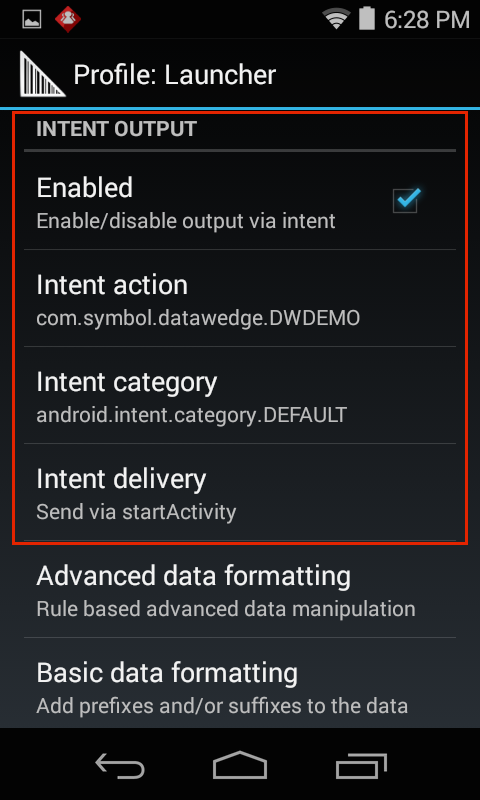 6:28 PM
Profile: Launcher
INTENT OUTPUT
Enabled
Enable/disable output via intent
Intent action
com.symbol.datawedge.DWDEMO
Intent category
android.intent.category.DEFAULT
Intent delivery
Send via startActivity
Advanced data formatting
Rule based advanced data manipulation
Basic data formatting
Add prefixes and/or suffixes to the data